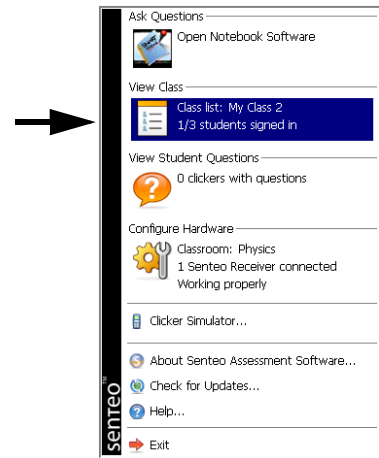 Ask Questions
Open Notebook Software
View Class
Class list: My Class 2
1/3 students signed in
View Student Questions
0 clickers with questions
Configure Hardware
Classroom: Physics
1 Senteo Receiver connected
Working properly
Clicker Simulator...
About Senteo Assessment Software...
Check for Updates...
Help...
Exit
senteo™